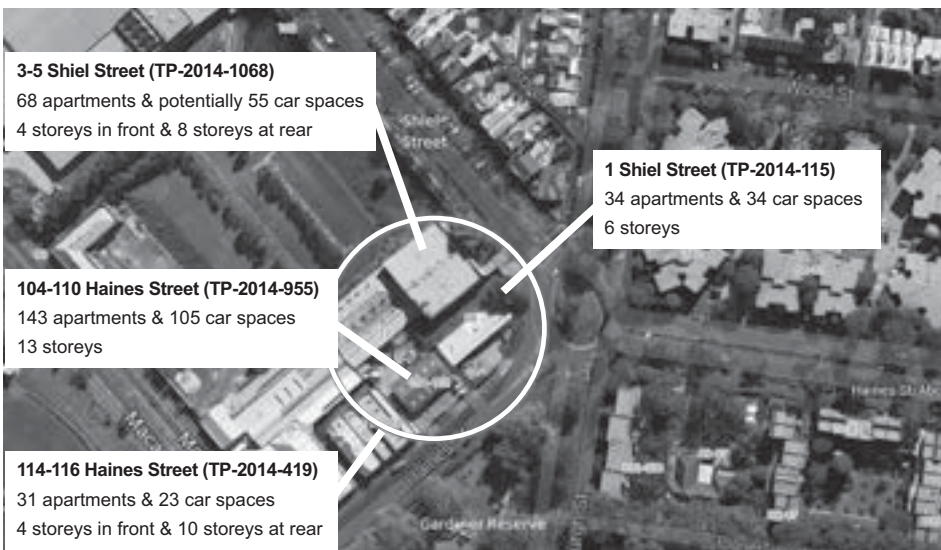 3-5 Shiel Street (TP-2014-1068)
68 apartments & potentially 55 car spaces
4 storeys in front & 8 storeys at rear
Shiel
Street
Wood St
1 Shiel Street (TP-2014-115)
34 apartments & 34 car spaces
6 storeys
104-110 Haines Street (TP-2014-955)
143 apartments & 105 car spaces
13 storeys
Haines St
114-116 Haines Street (TP-2014-419)
31 apartments & 23 car spaces
4 storeys in front & 10 storeys at rear
Gardiner Reserve